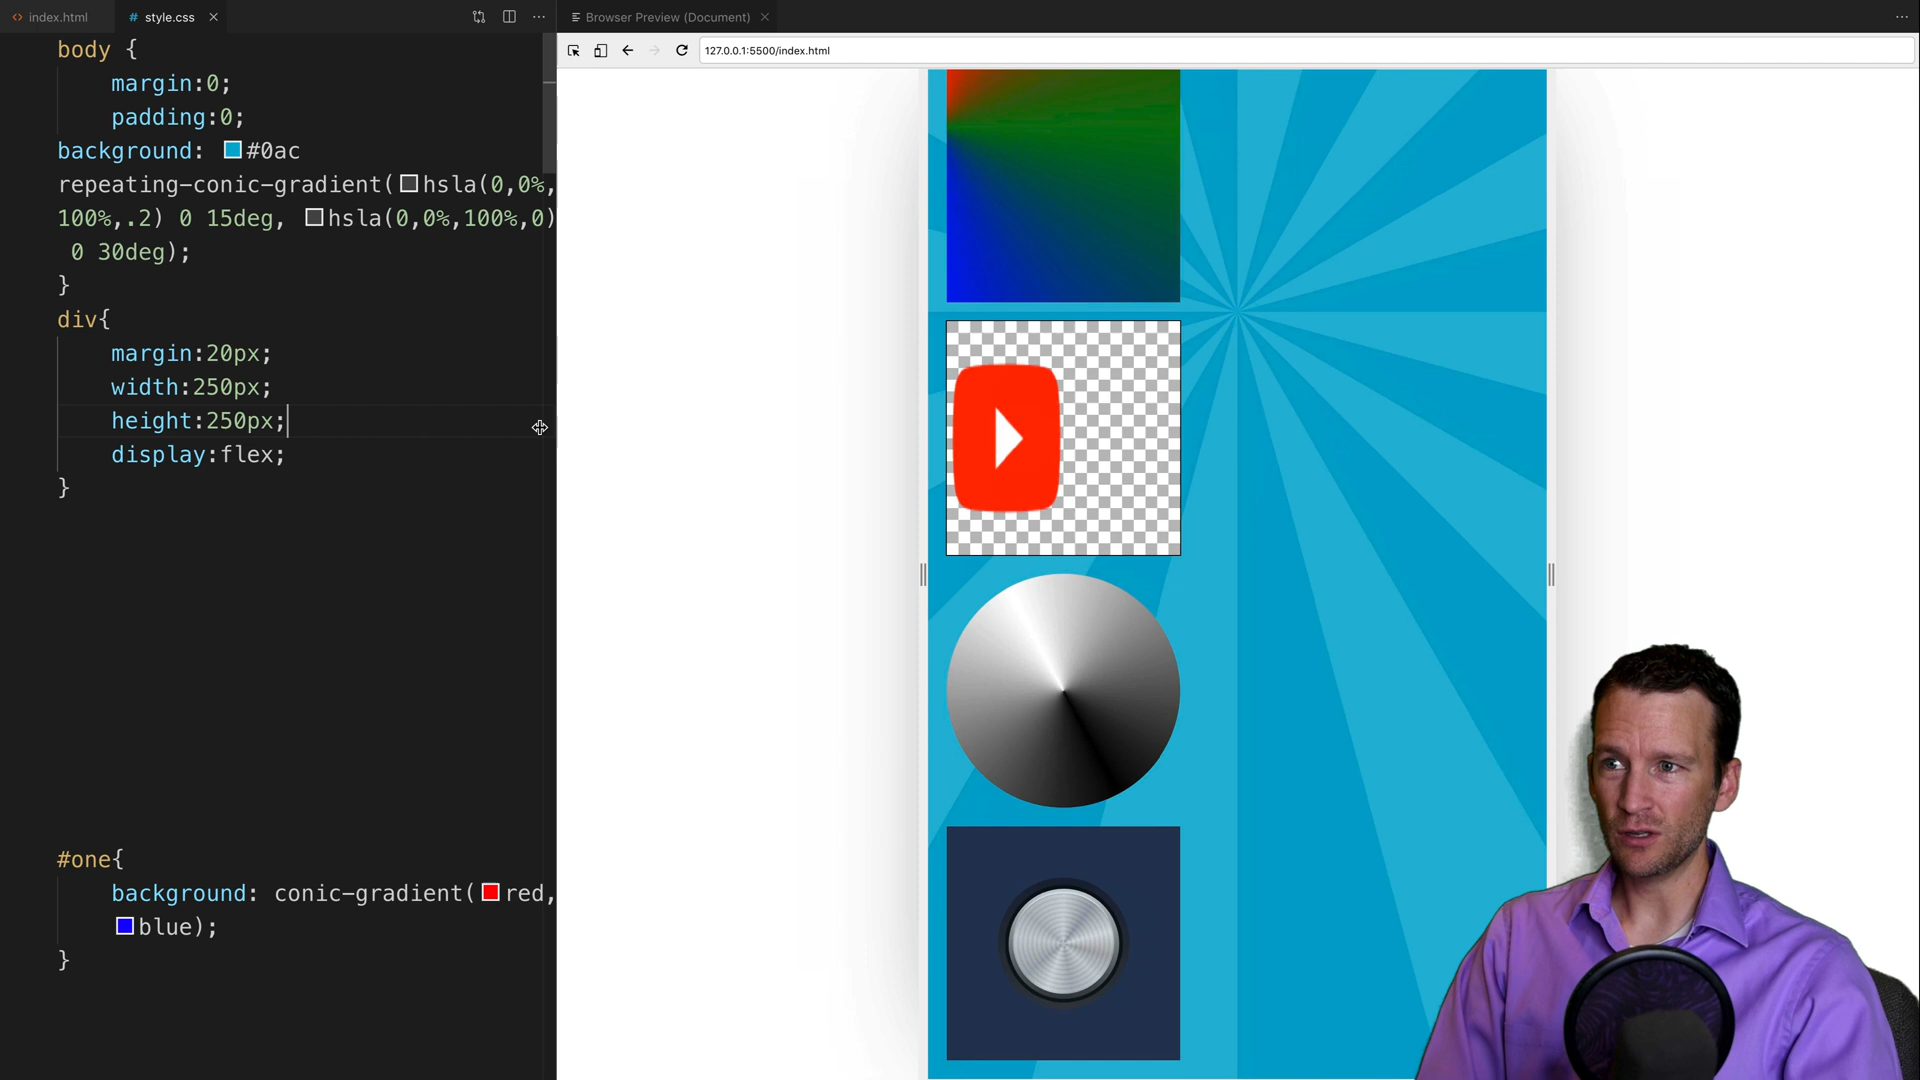 index.html
style.css
Browser Preview (Document)
127.0.0.1:5500/index.html
body {
margin:0;
padding:0;
background: #0ac
repeating-conic-gradient(hsla(0,0%,
100%,.2) 0 15deg, hsla(0,0%,100%,0)
0 30deg);
}
div{
margin:20px;
width:250px;
height:250px;
display:flex;
}
#one{
background: conic-gradient(red,
blue);
}